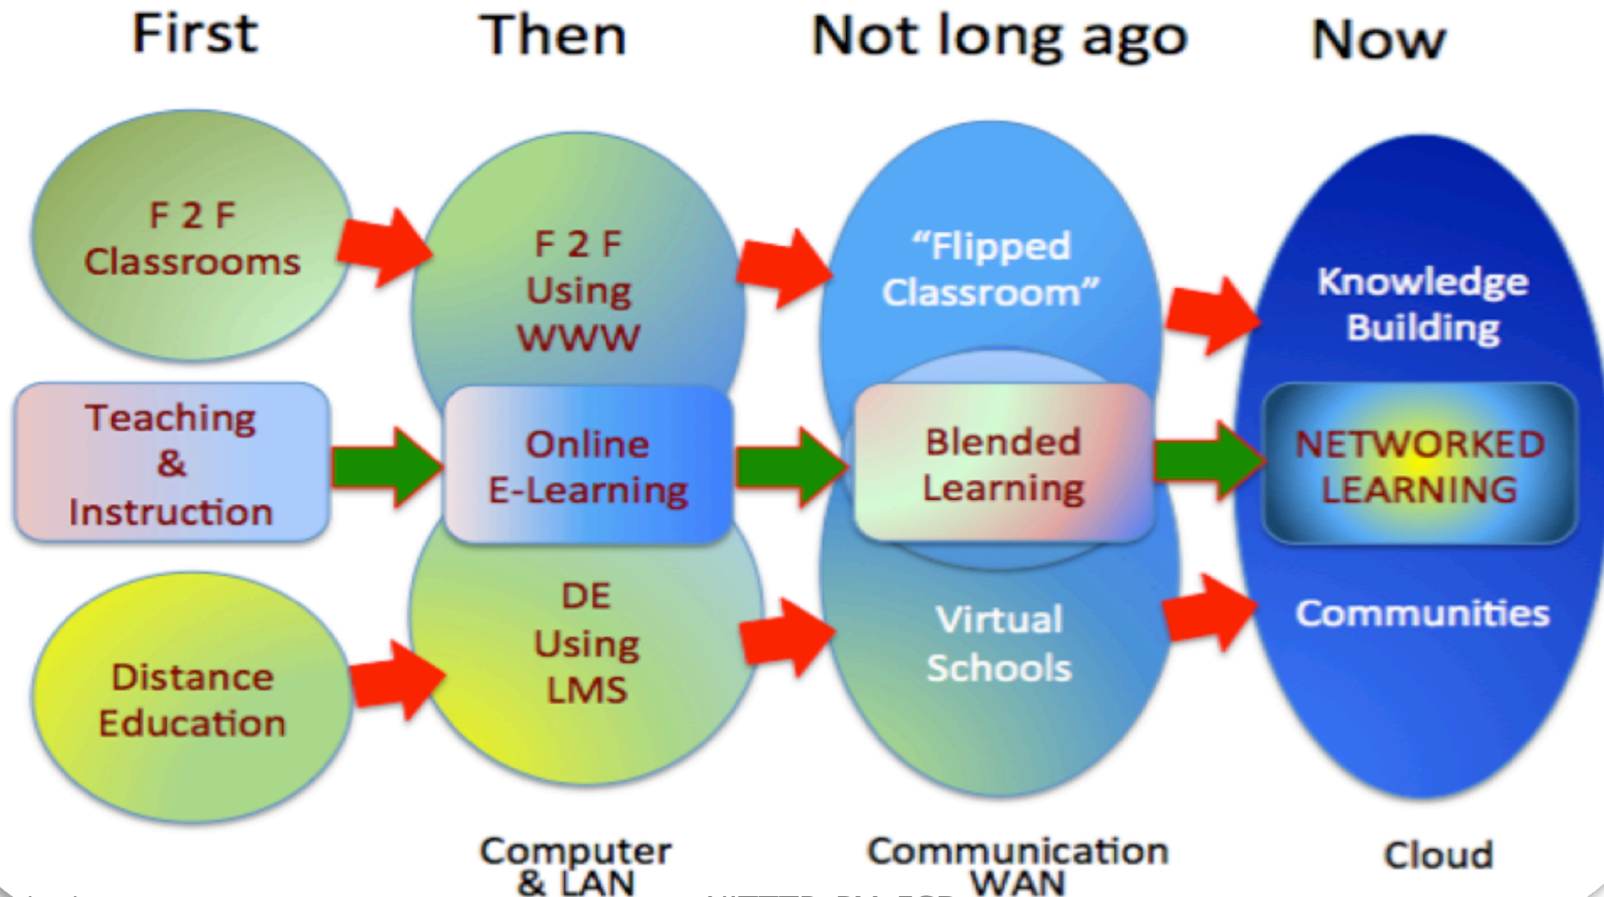 First
Then
Not long ago
Now
F 2 F
Classrooms
F 2 F
Using
WWW
“Flipped
Classroom”
Knowledge
Building
Teaching
&
Instruction
Online
E-Learning
Blended
Learning
NETWORKED
LEARNING
Distance
Education
DE
Using
LMS
Virtual
Schools
Communities
Computer
& LAN
Communication
WAN
Cloud